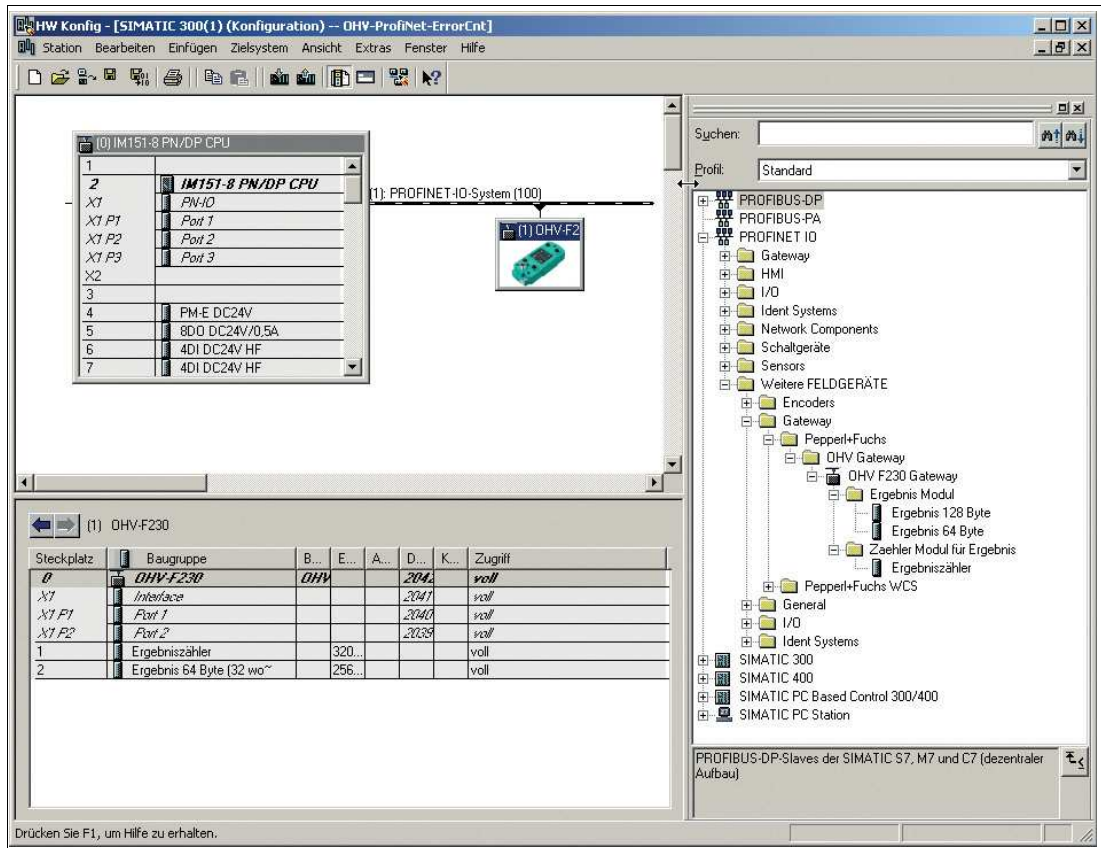 HW Konfig - [SIMATIC 300(1) (Konfiguration) -- OHV-ProfiNet-ErrorCnt]
Station Bearbeiten Einfügen Zielsystem Ansicht Extras Fenster Hilfe
(0) IM151-8 PN/DP CPU
1
2 IM151-8 PN/DP CPU
X1 PN-IO
X1 P1 Port 1
X1 P2 Port 2
X1 P3 Port 3
X2
3
4 PM-E DC24V
5 8DO DC24V/0,5A
6 4DI DC24V HF
7 4DI DC24V HF
(1): PROFINET-IO-System (100)
(1) OHV-F2
(1) OHV-F230
Steckplatz Baugruppe B... E... A... D... K... Zugriff
0 OHV-F230 OHV 2042 voll
X1 Interface 2041 voll
X1 P1 Port 1 2040 voll
X1 P2 Port 2 2039 voll
1 Ergebniszähler 320... voll
2 Ergebnis 64 Byte (32 wo~ 256... voll
Suchen:
Profil: Standard
PROFIBUS-DP
PROFIBUS-PA
PROFINET IO
Gateway
HMI
I/O
Ident Systems
Network Components
Schaltgeräte
Sensors
Weitere FELDGERÄTE
Encoders
Gateway
Pepperl+Fuchs
OHV Gateway
OHV F230 Gateway
Ergebnis Modul
Ergebnis 128 Byte
Ergebnis 64 Byte
Zaehler Modul für Ergebnis
Ergebniszähler
Pepperl+Fuchs WCS
General
I/O
Ident Systems
SIMATIC 300
SIMATIC 400
SIMATIC PC Based Control 300/400
SIMATIC PC Station
PROFIBUS-DP-Slaves der SIMATIC S7, M7 und C7 (dezentraler
Aufbau)
Drücken Sie F1, um Hilfe zu erhalten.